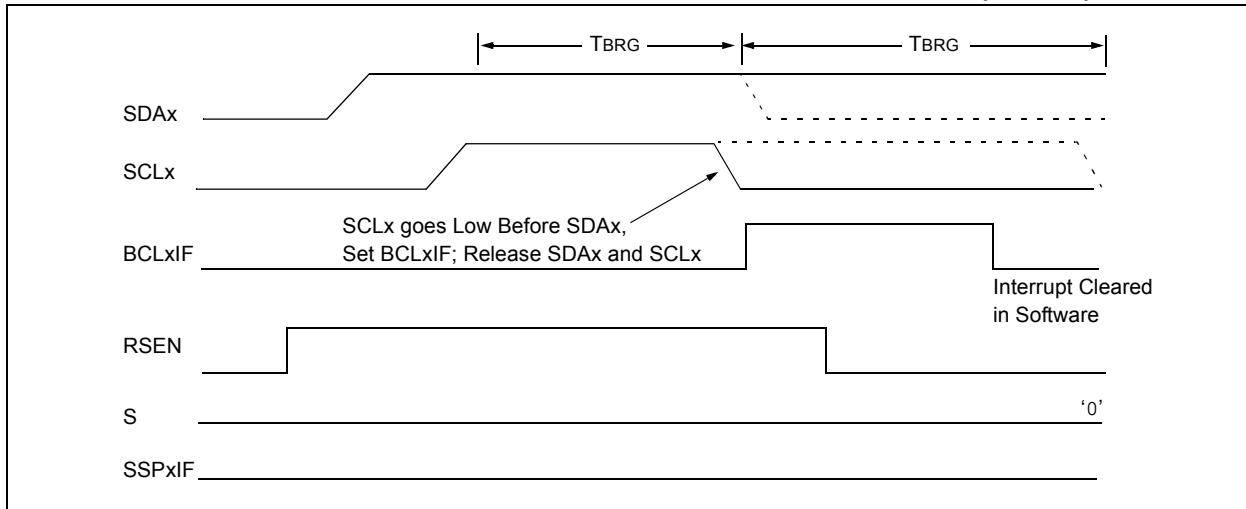 TBRG
TBRG
SDAx
SCLx
SCLx goes Low Before SDAx,
Set BCLxIF; Release SDAx and SCLx
BCLxIF
Interrupt Cleared
in Software
RSEN
S
‘0’
SSPxIF